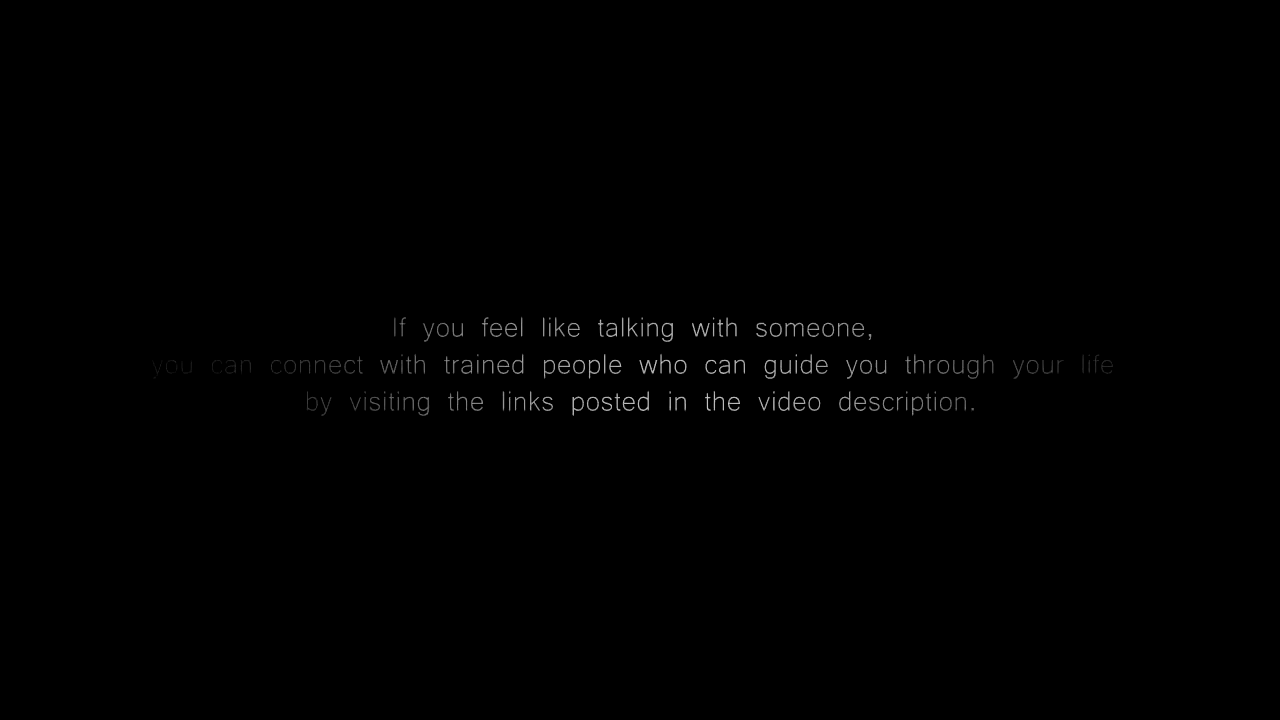 If you feel like talking with someone,
you can connect with trained people who can guide you through your life
by visiting the links posted in the video description.